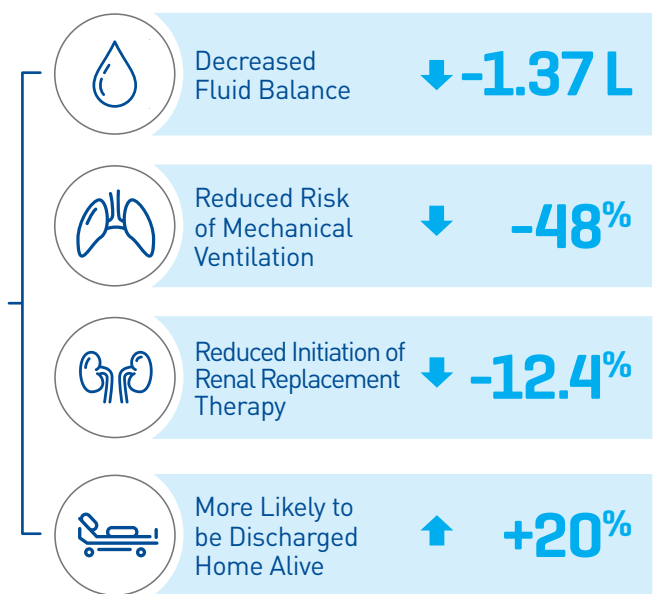 Decreased
Fluid Balance
-1.37 L
Reduced Risk
of Mechanical
Ventilation
-48%
Reduced Initiation of
Renal Replacement
Therapy
-12.4%
More Likely to
be Discharged
Home Alive
+20%